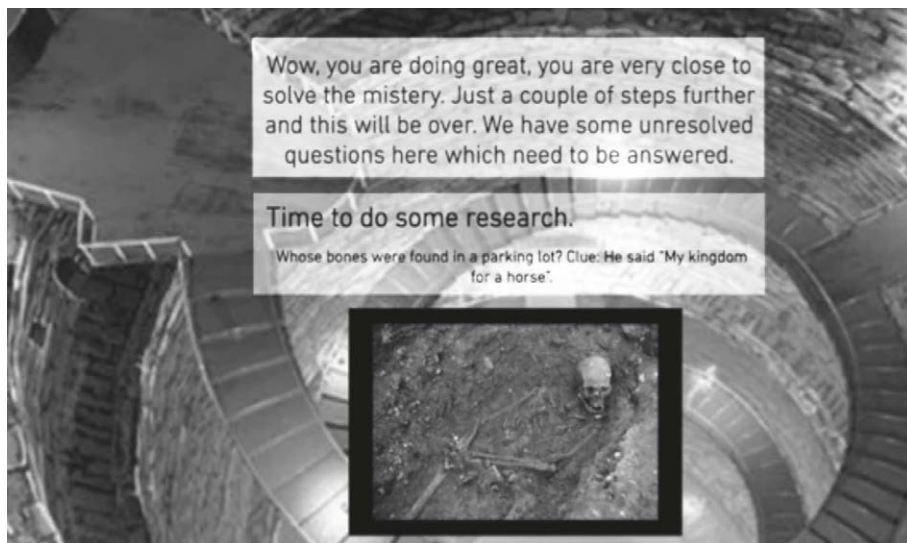 Wow, you are doing great, you are very close to
solve the mistery. Just a couple of steps further
and this will be over. We have some unresolved
questions here which need to be answered.
Time to do some research.
Whose bones were found in a parking lot? Clue: He said "My kingdom
for a horse".